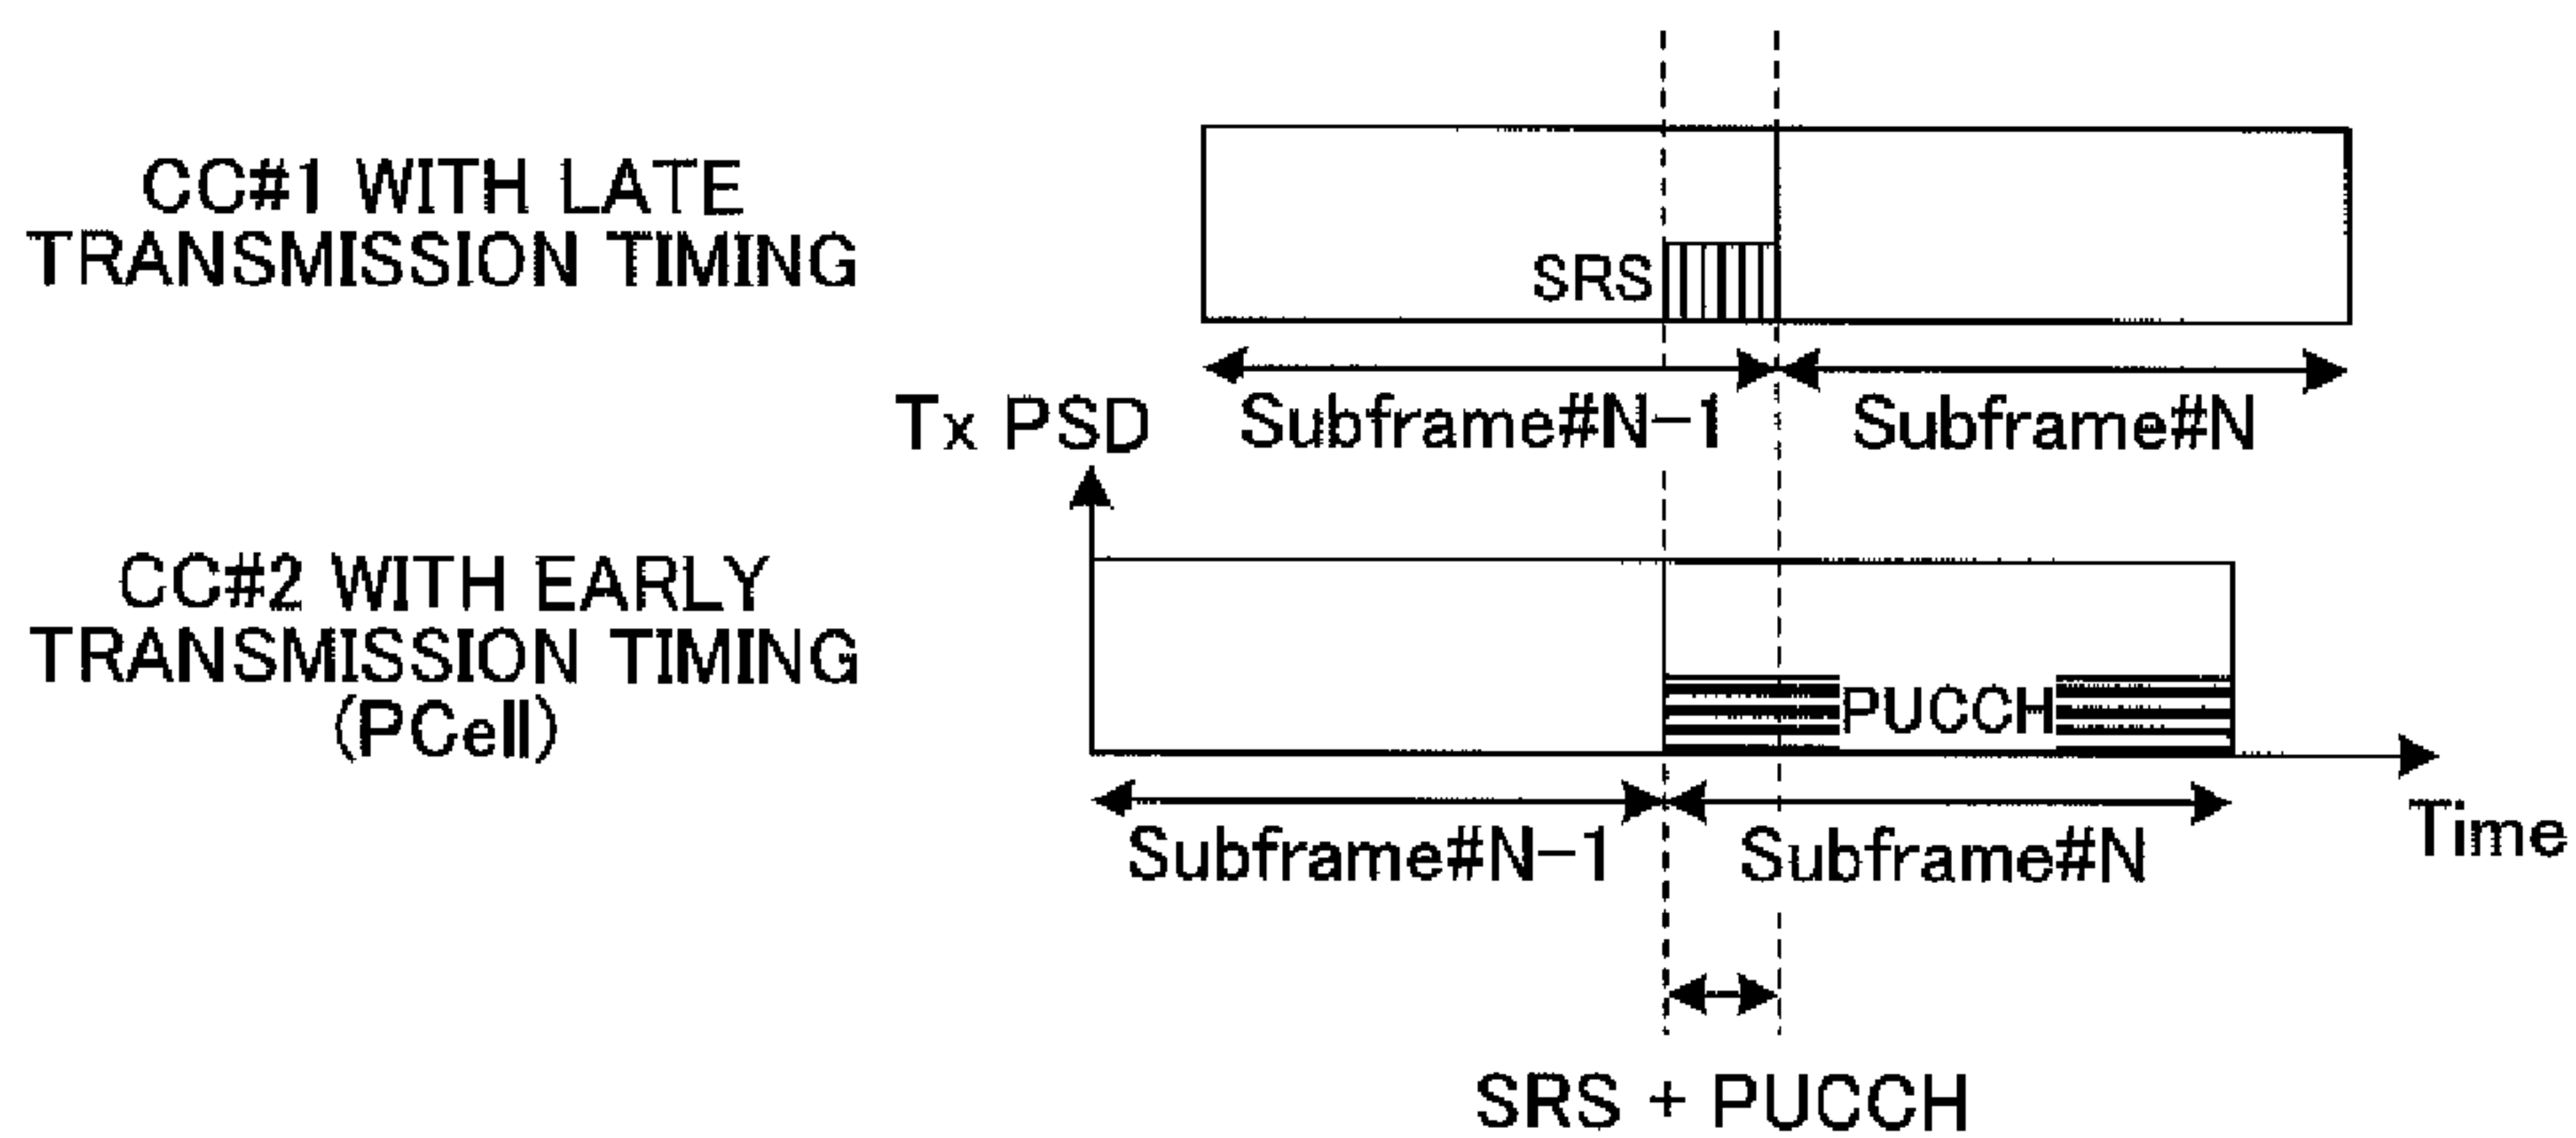 CC#1 WITH LATE
TRANSMISSION TIMING
SRS
Subframe#N-1
Subframe#N
Tx PSD
CC#2 WITH EARLY
TRANSMISSION TIMING
(PCell)
PUCCH
Subframe#N-1
Subframe#N
Time
SRS + PUCCH